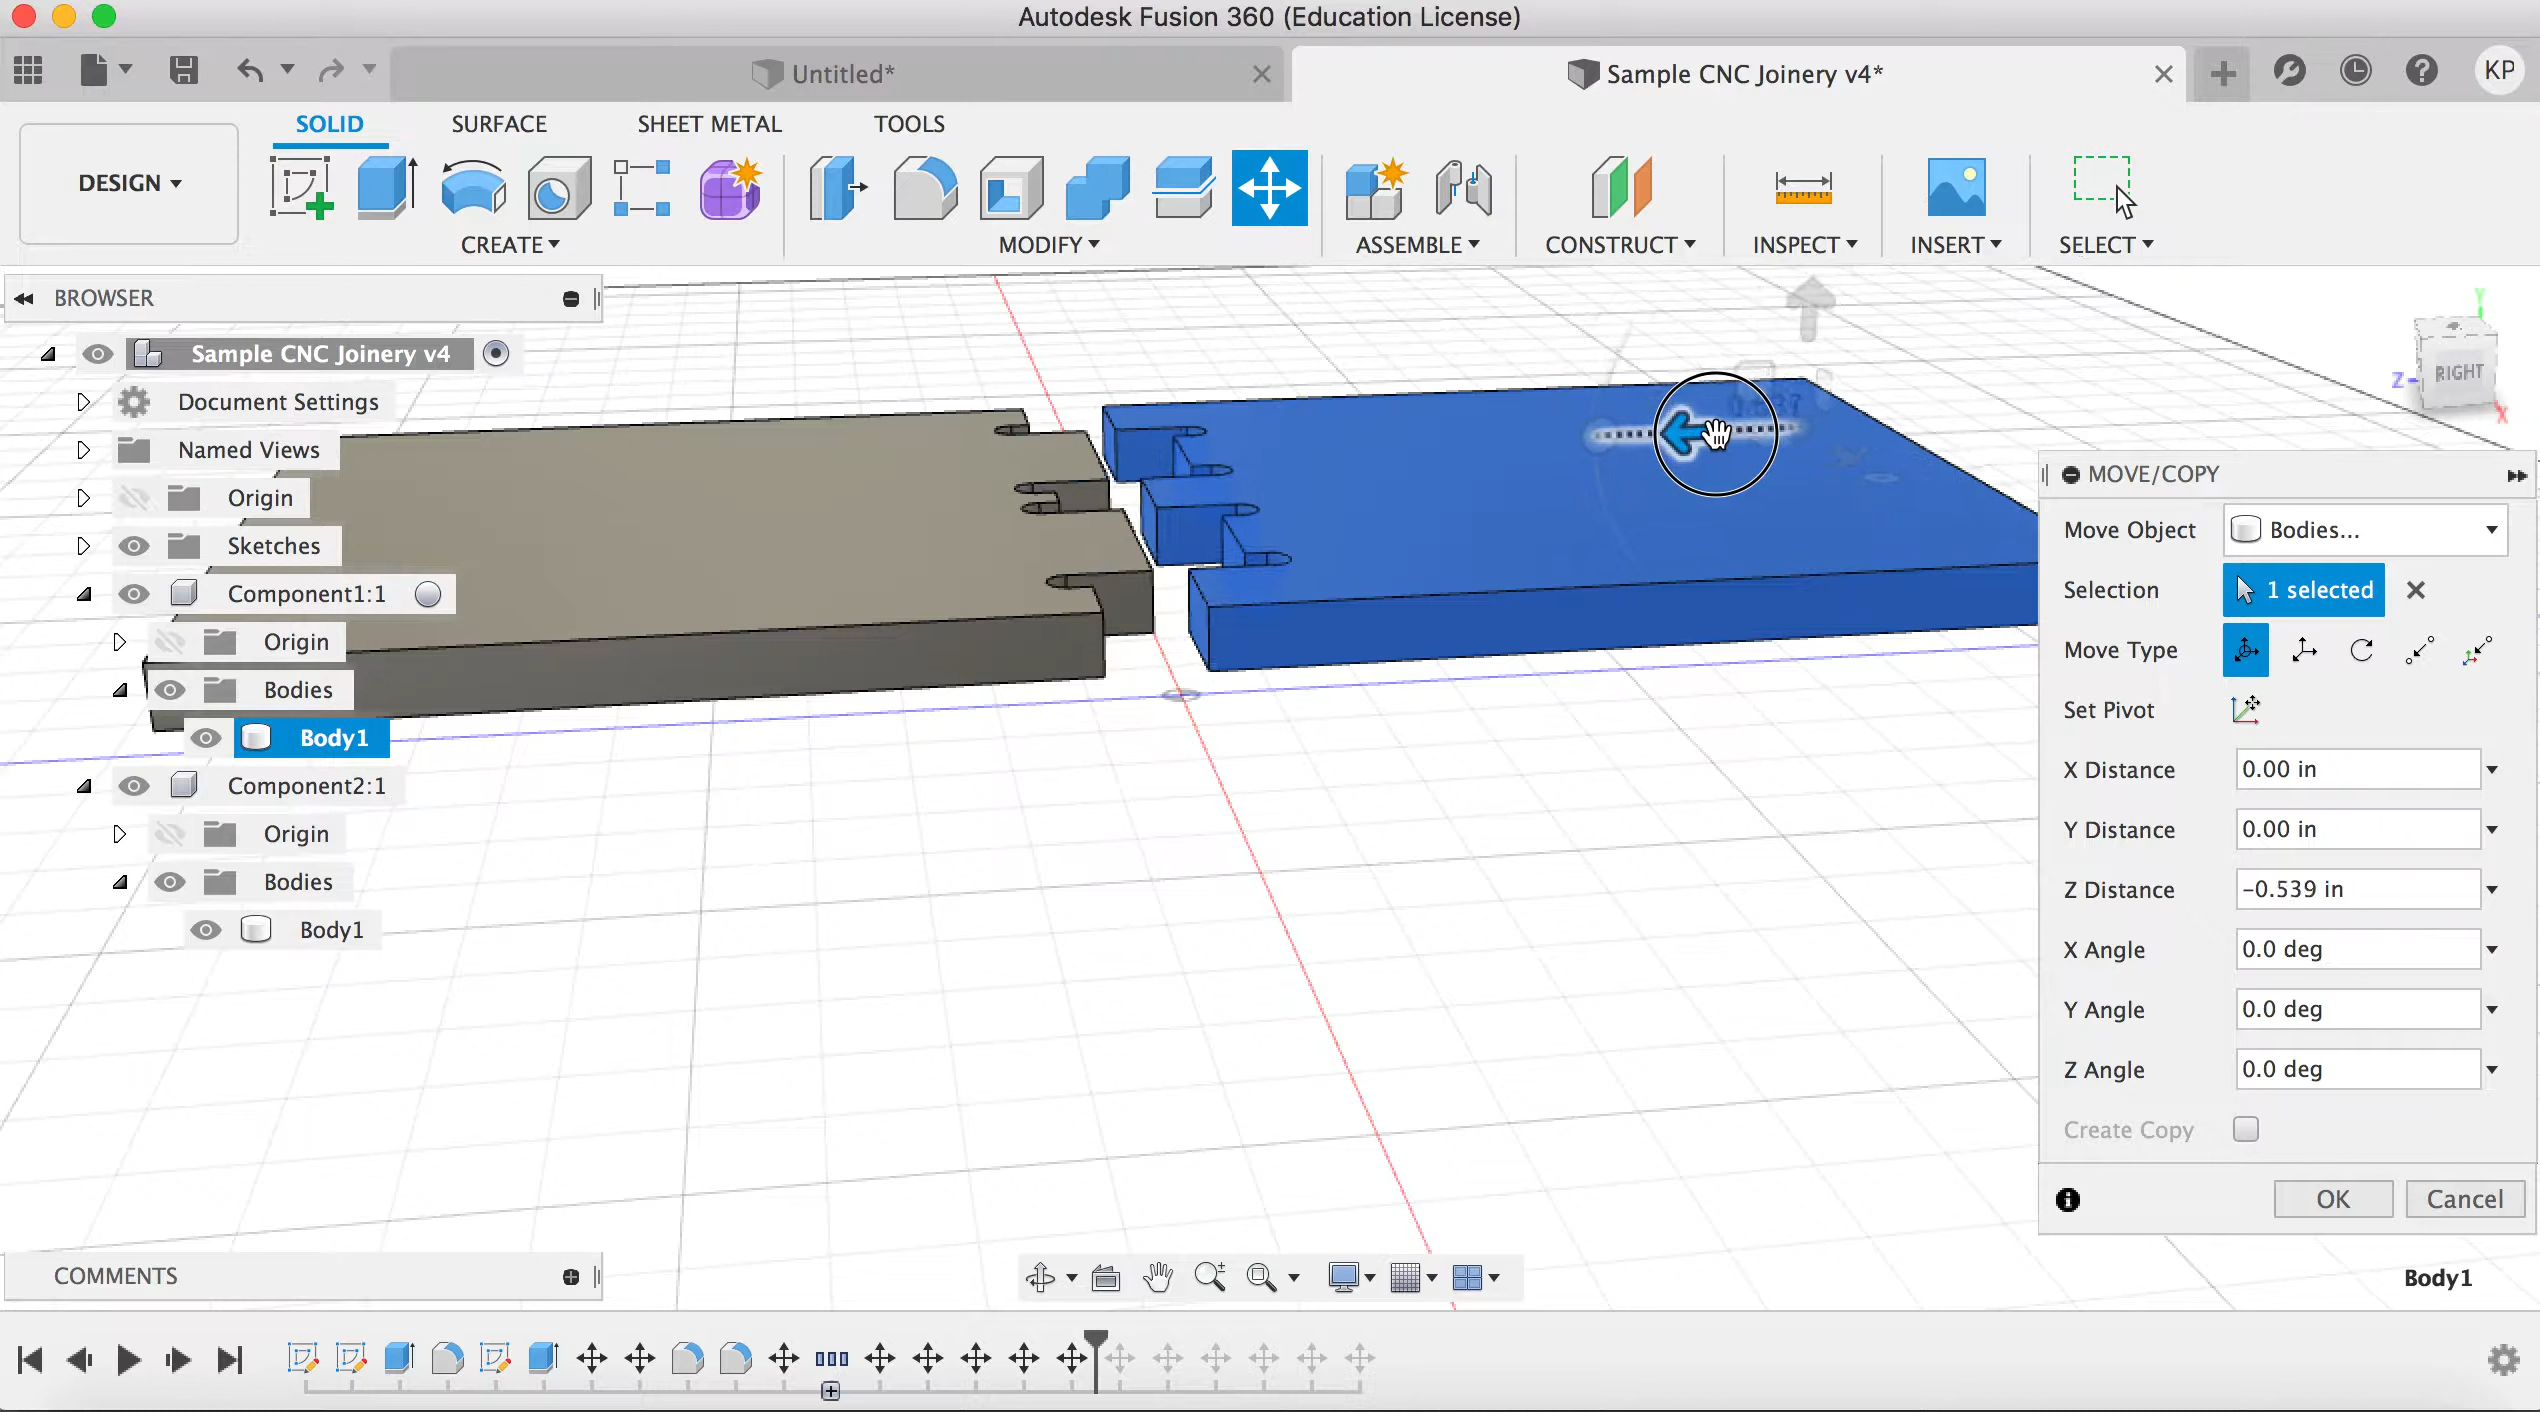 Autodesk Fusion 360 (Education License)
Untitled*
Sample CNC Joinery v4*
KP
SOLID
SURFACE
SHEET METAL
TOOLS
DESIGN
CREATE
MODIFY
ASSEMBLE
CONSTRUCT
INSPECT
INSERT
SELECT
BROWSER
Sample CNC Joinery v4
Document Settings
Named Views
Origin
Sketches
Component1:1
Origin
Bodies
Body1
Component2:1
Origin
Bodies
Body1
Y
Z
RIGHT
X
MOVE/COPY
Move Object
Bodies...
Selection
1 selected
Move Type
Set Pivot
X Distance
0.00 in
Y Distance
0.00 in
Z Distance
-0.539 in
X Angle
0.0 deg
Y Angle
0.0 deg
Z Angle
0.0 deg
Create Copy
OK
Cancel
COMMENTS
Body1